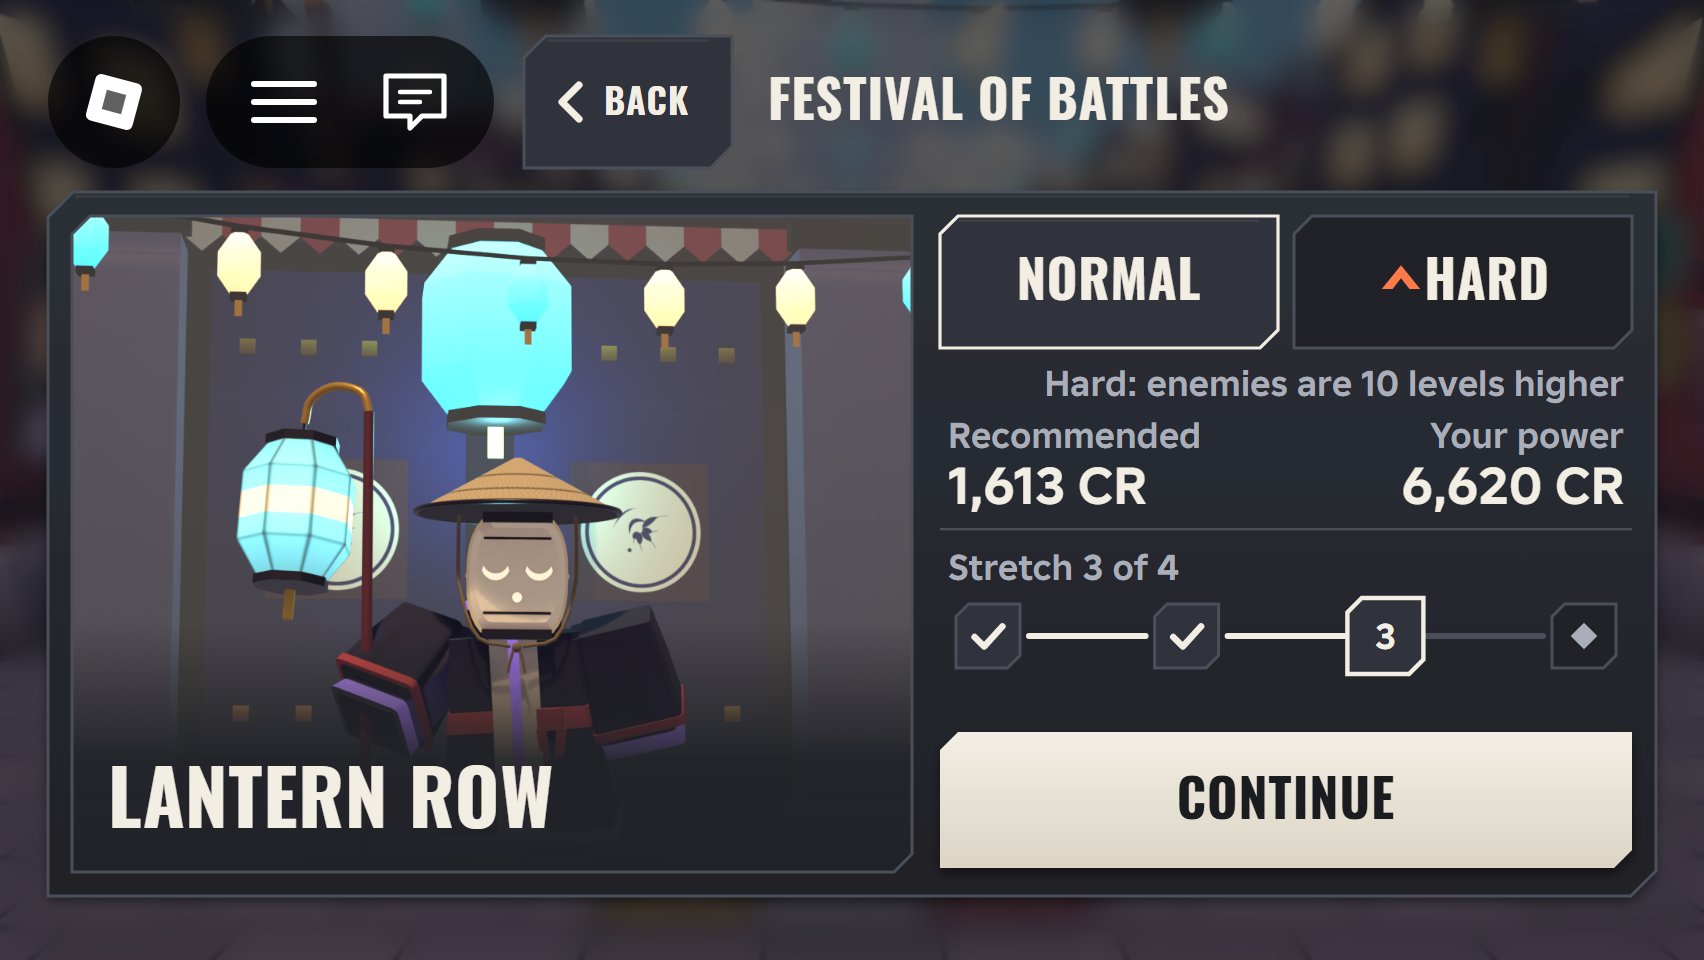 BACK
FESTIVAL OF BATTLES
NORMAL
HARD
Hard: enemies are 10 levels higher
Recommended
Your power
1,613 CR
6,620 CR
Stretch 3 of 4
3
CONTINUE
LANTERN ROW